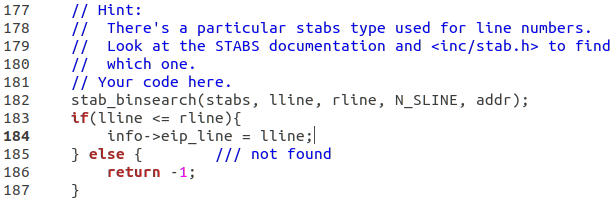 177     // Hint:
178     //  There's a particular stabs type used for line numbers.
179     //  Look at the STABS documentation and <inc/stab.h> to find
180     //  which one.
181     // Your code here.
182     stab_binsearch(stabs, lline, rline, N_SLINE, addr);
183     if(lline <= rline){
184         info->eip_line = lline;
185     } else {        /// not found
186         return -1;
187     }